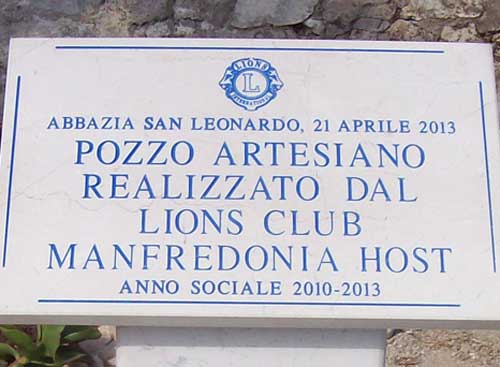 LIONS
L
INTERNATIONAL
ABBAZIA SAN LEONARDO, 21 APRILE 2013
POZZO ARTESIANO
REALIZZATO DAL
LIONS CLUB
MANFREDONIA HOST
ANNO SOCIALE 2010-2013